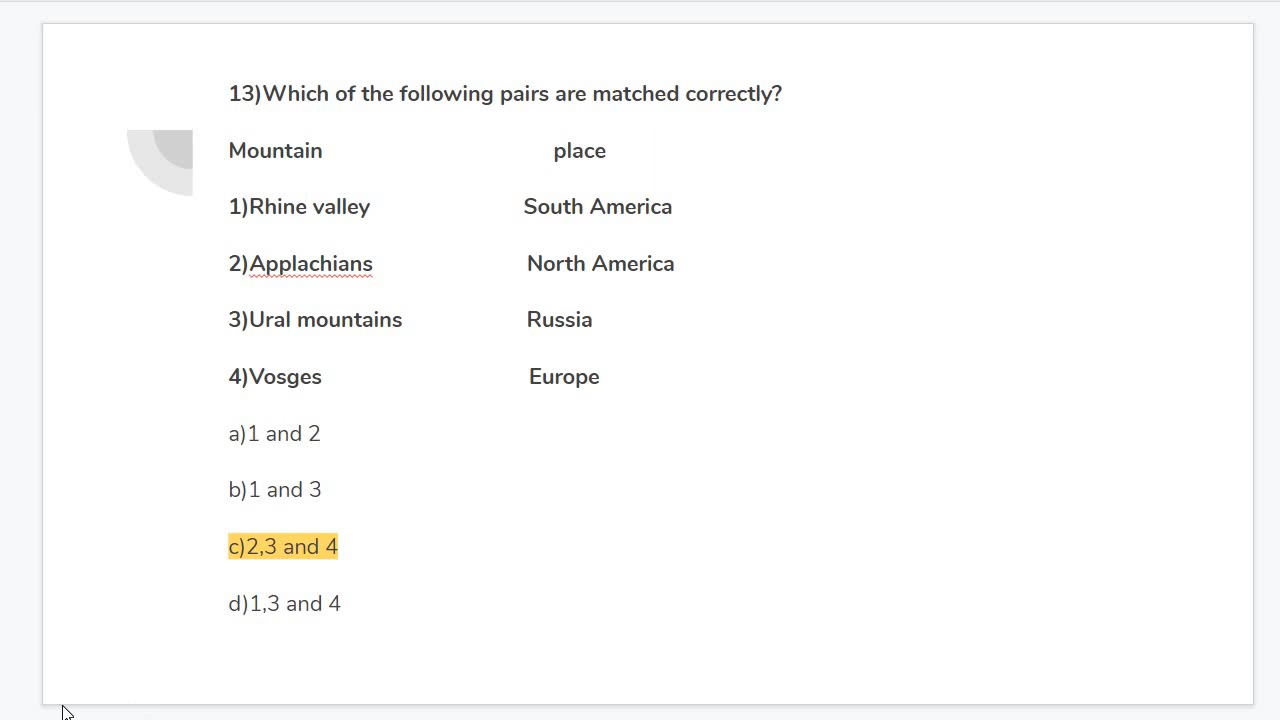 13)Which of the following pairs are matched correctly?
Mountain place
1)Rhine valley South America
2)Applachians North America
3)Ural mountains Russia
4)Vosges Europe
a)1 and 2
b)1 and 3
c)2,3 and 4
d)1,3 and 4